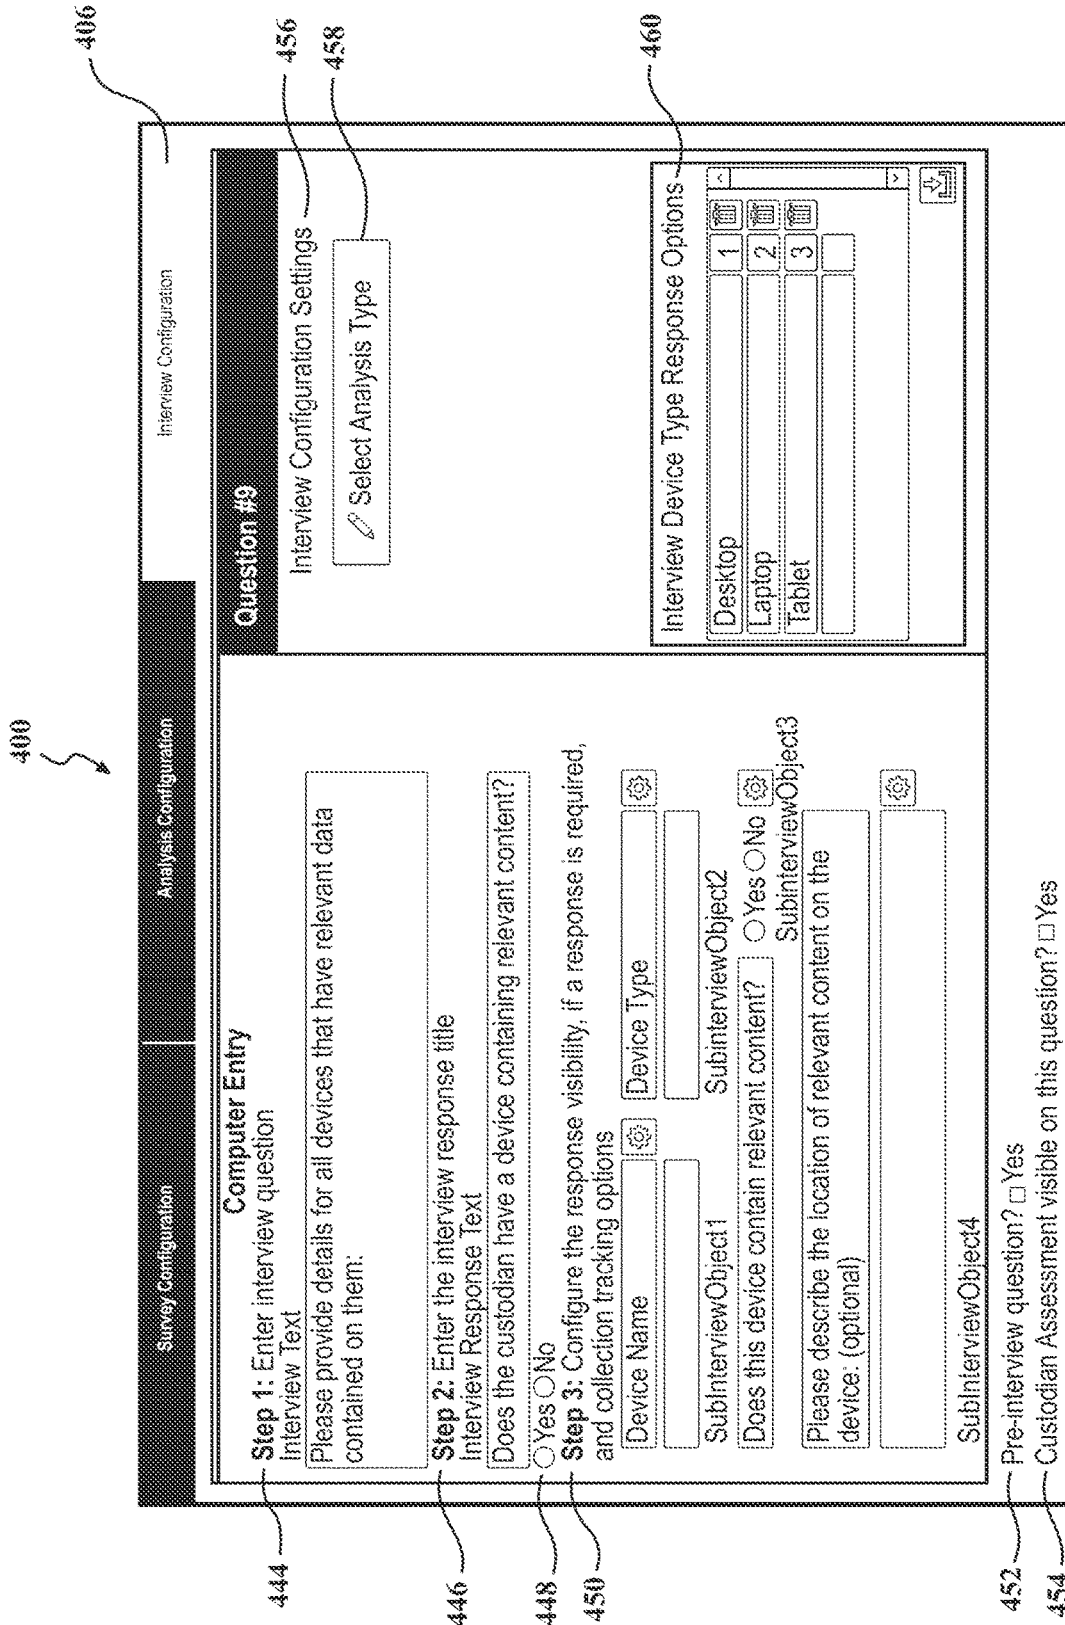 400
406
Survey Configuration
Analysis Configuration
Interview Configuration
Computer Entry
Question #9
444
Step 1: Enter interview question
Interview Text
Please provide details for all devices that have relevant data
contained on them:
446
Step 2: Enter the interview response title
Interview Response Text
Does the custodian have a device containing relevant content?
448
Yes No
450
Step 3: Configure the response visibility, if a response is required,
and collection tracking options
Device Name
Device Type
SubInterviewObject1
SubinterviewObject2
Does this device contain relevant content?
Yes No
SubinterviewObject3
Please describe the location of relevant content on the
device: (optional)
SubInterviewObject4
Interview Configuration Settings
456
Select Analysis Type
458
Interview Device Type Response Options
460
Desktop 1
Laptop 2
Tablet 3
452
Pre-interview question? Yes
454
Custodian Assessment visible on this question? Yes